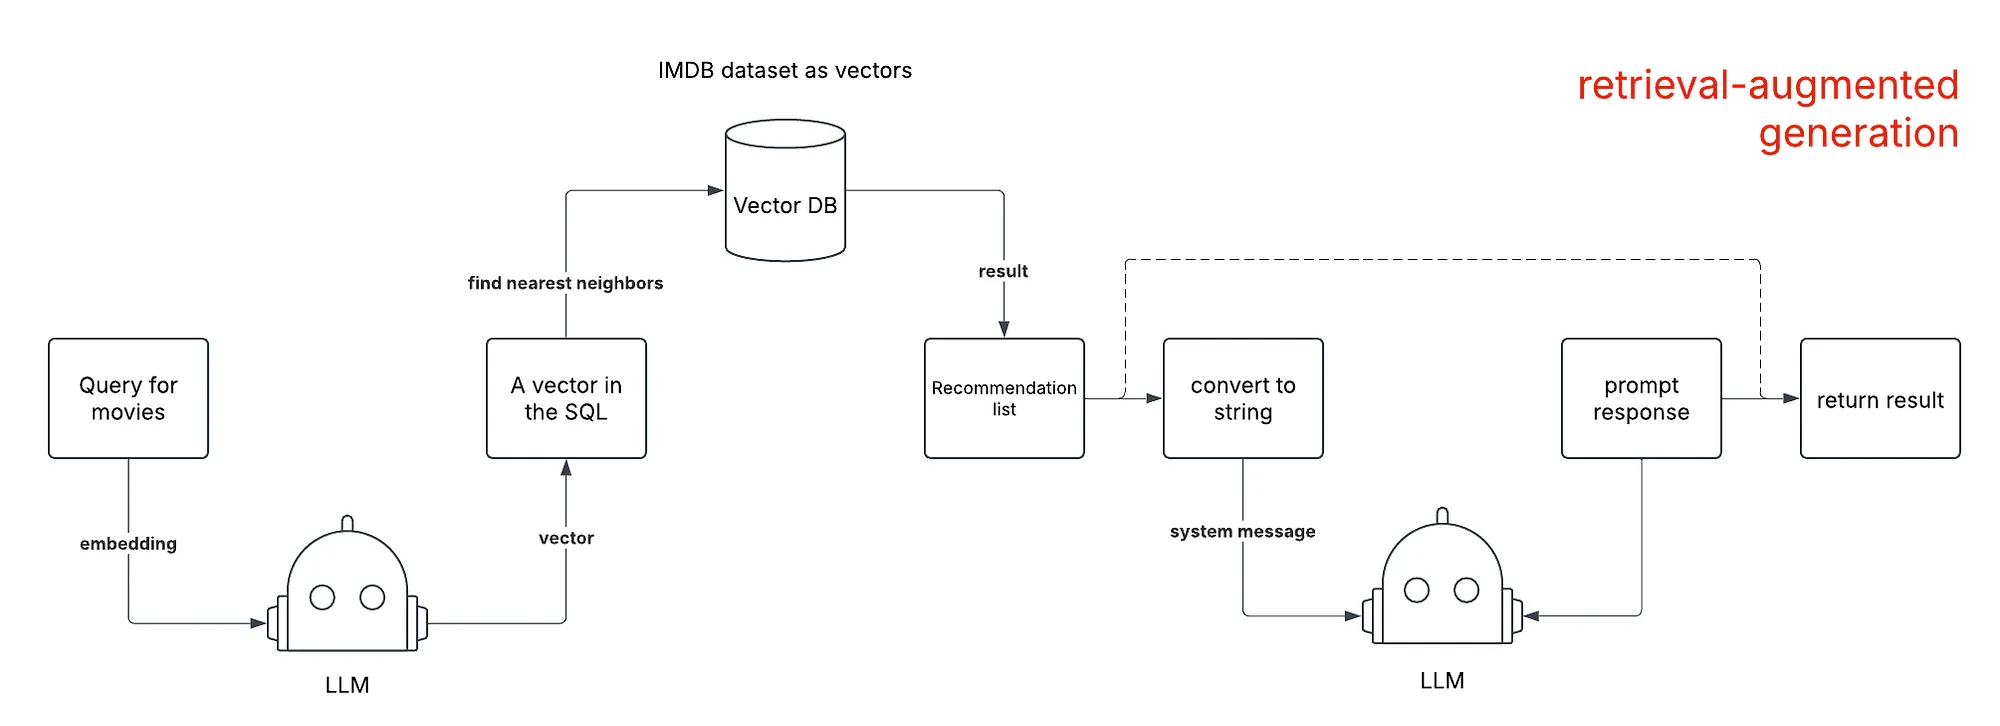 IMDB dataset as vectors
retrieval-augmented
generation
Vector DB
find nearest neighbors
result
Query for
movies
A vector in
the SQL
Recommendation
list
convert to
string
prompt
response
return result
embedding
vector
system message
LLM
LLM